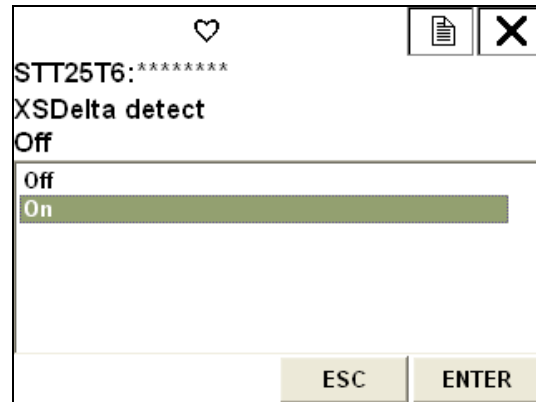 STT25T6:********
XSDelta detect
Off
Off
On
ESC ENTER